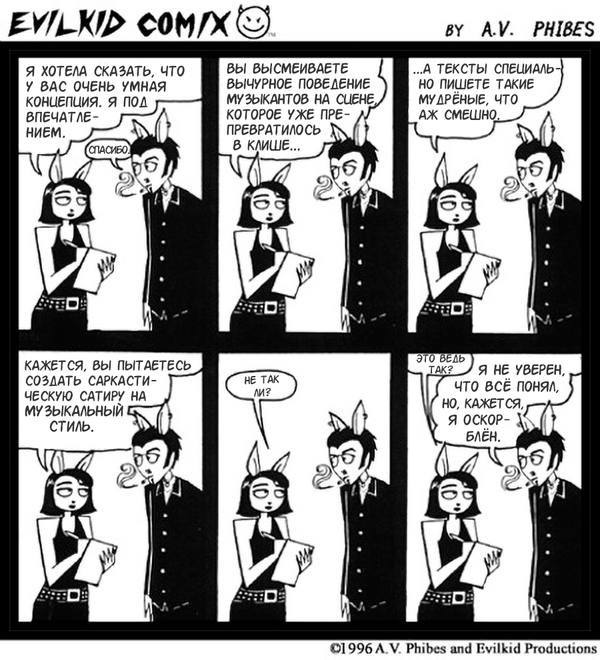 EVILKID COMIX
TM
BY A.V. PHIBES
Я ХОТЕЛА СКАЗАТЬ, ЧТО
У ВАС ОЧЕНЬ УМНАЯ
КОНЦЕПЦИЯ. Я ПОД
ВПЕЧАТЛЕ-
НИЕМ.
СПАСИБО.
ВЫ ВЫСМЕИВАЕТЕ
ВЫЧУРНОЕ ПОВЕДЕНИЕ
МУЗЫКАНТОВ НА СЦЕНЕ,
КОТОРОЕ УЖЕ ПРЕ-
ПРЕВРАТИЛОСЬ
В КЛИШЕ...
...А ТЕКСТЫ СПЕЦИАЛЬ-
НО ПИШЕТЕ ТАКИЕ
МУДРЁНЫЕ, ЧТО
АЖ СМЕШНО.
КАЖЕТСЯ, ВЫ ПЫТАЕТЕСЬ
СОЗДАТЬ САРКАСТИ-
ЧЕСКУЮ САТИРУ НА
МУЗЫКАЛЬНЫЙ
СТИЛЬ.
НЕ ТАК
ЛИ?
ЭТО ВЕДЬ
ТАК?
Я НЕ УВЕРЕН,
ЧТО ВСЁ ПОНЯЛ,
НО, КАЖЕТСЯ,
Я ОСКОР-
БЛЁН.
©1996 A.V. Phibes and Evilkid Productions